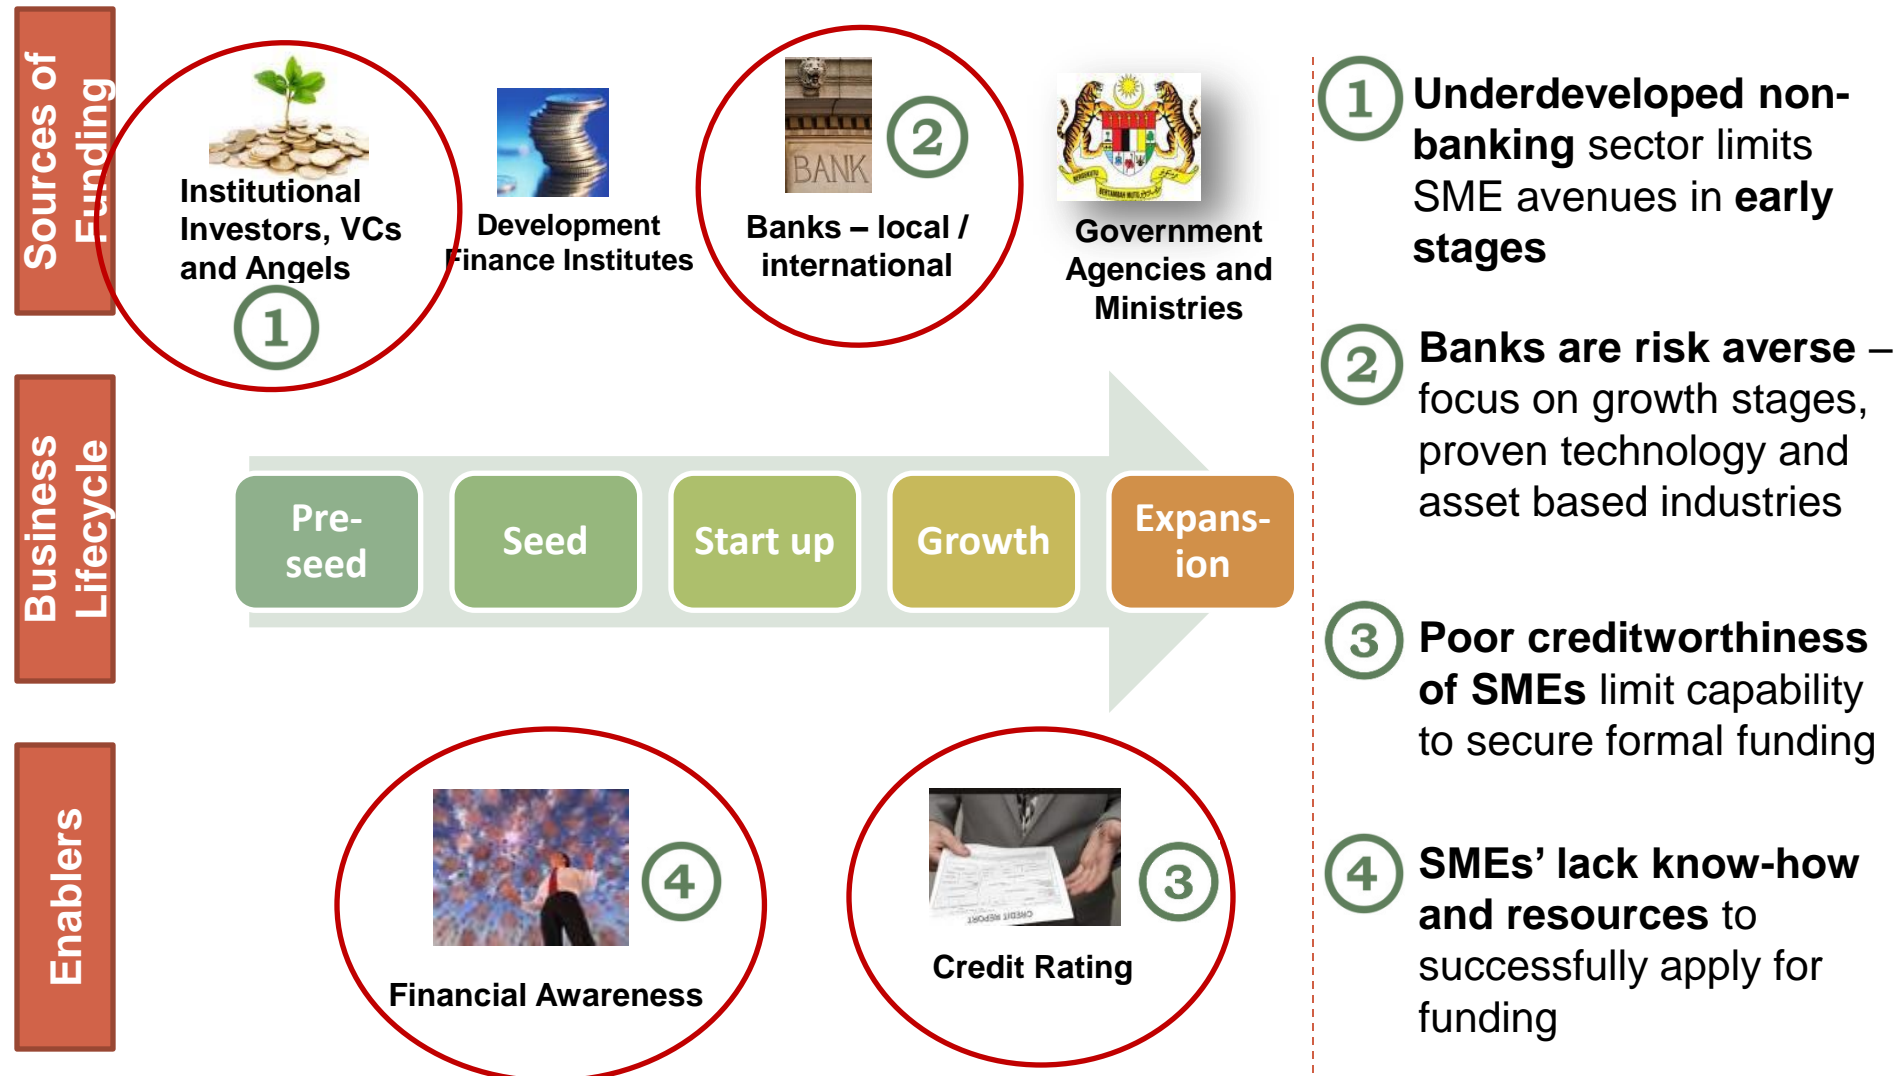 Sources of
Funding
Institutional
Investors, VCs
and Angels
1
Development
Finance Institutes
BANK
2
Banks – local /
international
Government
Agencies and
Ministries
Business
Lifecycle
Pre-
seed
Seed
Start up
Growth
Expans-
ion
Enablers
4
Financial Awareness
CREDIT REPORT
3
Credit Rating
1
Underdeveloped non-
banking sector limits
SME avenues in early
stages
2
Banks are risk averse –
focus on growth stages,
proven technology and
asset based industries
3
Poor creditworthiness
of SMEs limit capability
to secure formal funding
4
SMEs’ lack know-how
and resources to
successfully apply for
funding